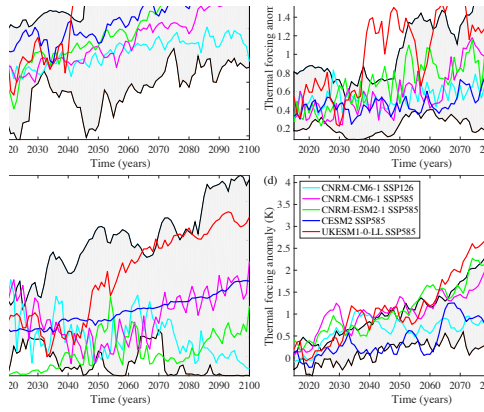 Thermal forcing anom
1.4
1.2
1.0
0.8
0.6
0.4
0.2
20 2030 2040 2050 2060 2070 2080 2090 2100
Time (years)
2020 2030 2040 2050 2060 2070
Time (years)
(d)
Thermal forcing anomaly (K)
4
3.5
3
2.5
2
1.5
1
0.5
0
CNRM-CM6-1 SSP126
CNRM-CM6-1 SSP585
CNRM-ESM2-1 SSP585
CESM2 SSP585
UKESM1-0-LL SSP585
20 2030 2040 2050 2060 2070 2080 2090 2100
Time (years)
2020 2030 2040 2050 2060 2070
Time (years)